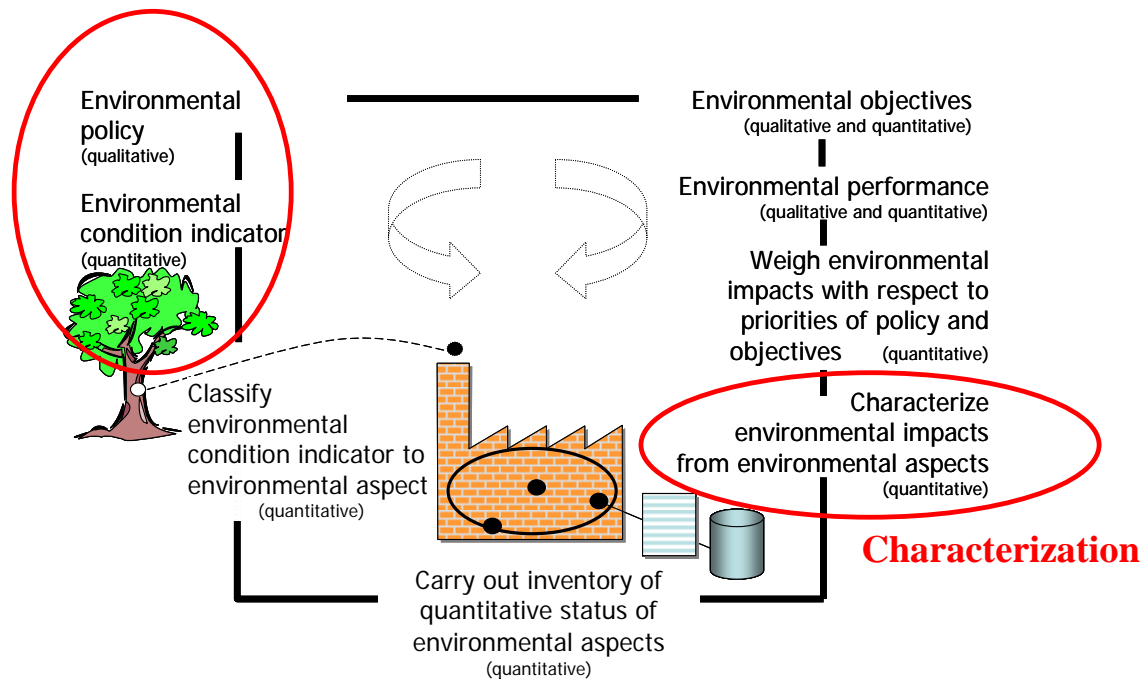 Environmental
policy
(qualitative)
Environmental
condition indicator
(quantitative)
Classify
environmental
condition indicator to
environmental aspect
(quantitative)
Carry out inventory of
quantitative status of
environmental aspects
(quantitative)
Environmental objectives
(qualitative and quantitative)
Environmental performance
(qualitative and quantitative)
Weigh environmental
impacts with respect to
priorities of policy and
objectives (quantitative)
Characterize
environmental impacts
from environmental aspects
(quantitative)
Characterization